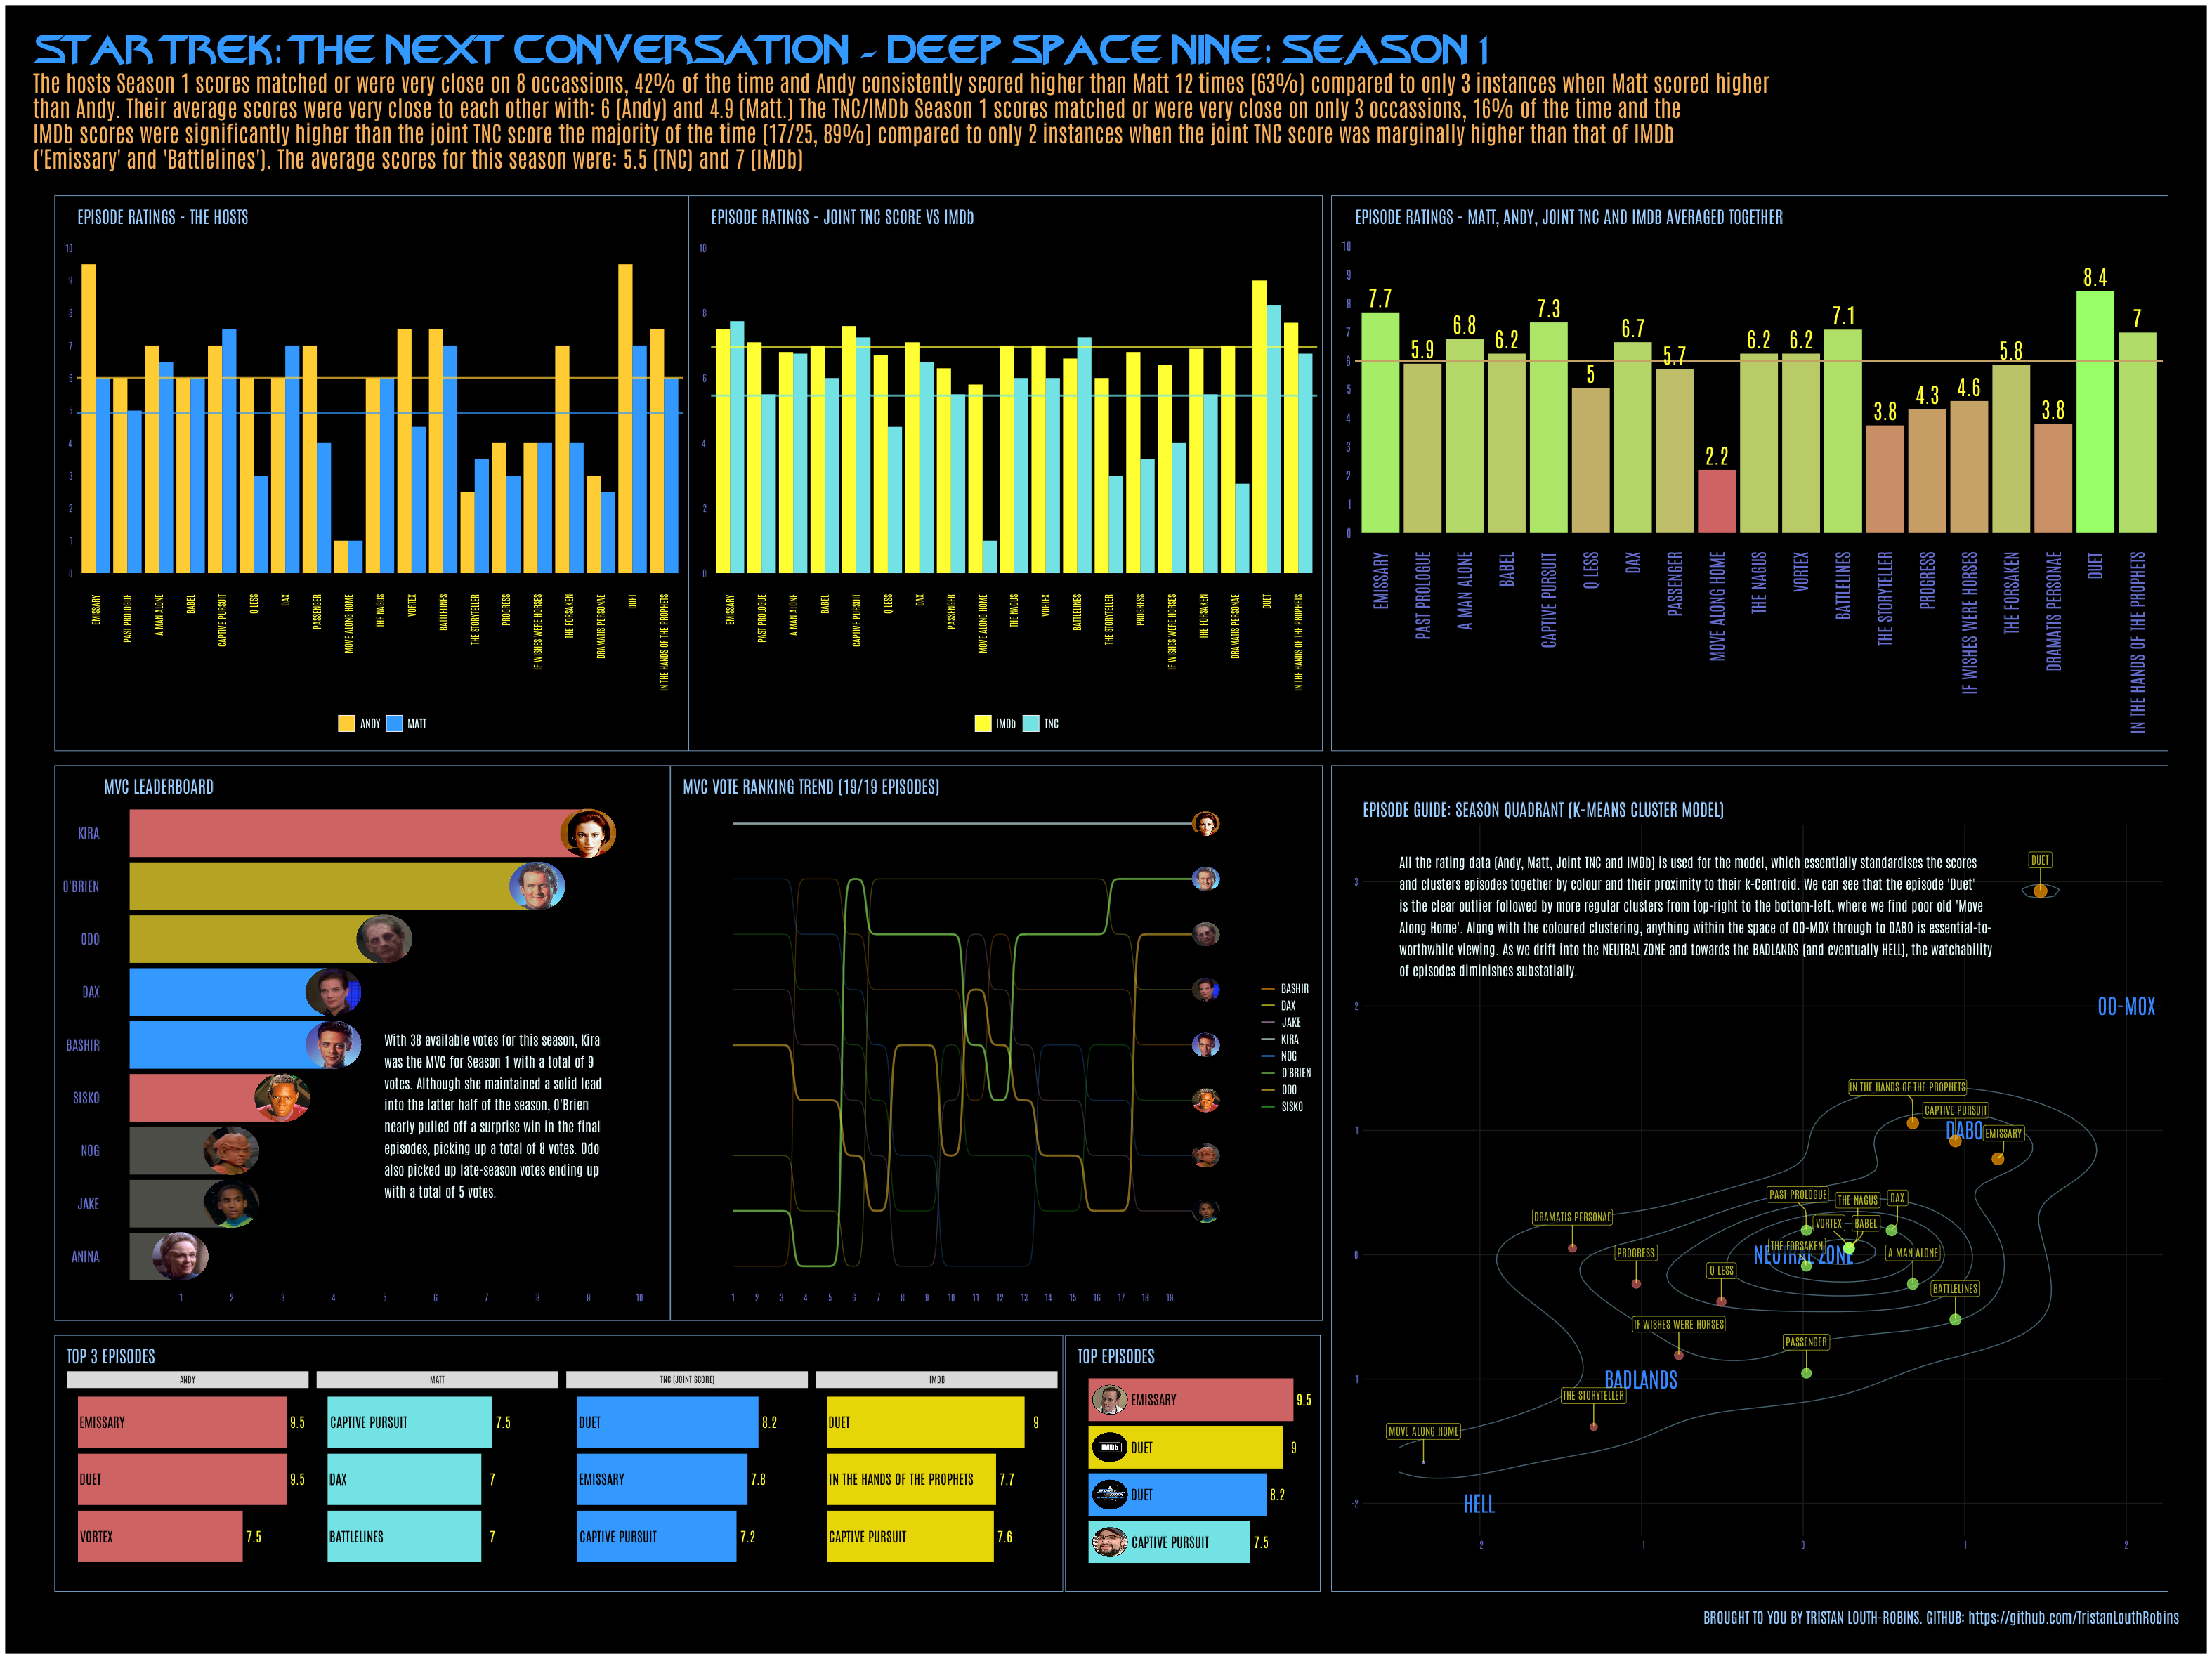 STAR TREK: THE NEXT CONVERSATION - DEEP SPACE NINE: SEASON 1
The hosts Season 1 scores matched or were very close on 8 occassions, 42% of the time and Andy consistently scored higher than Matt 12 times (63%) compared to only 3 instances when Matt scored higher
than Andy. Their average scores were very close to each other with: 6 (Andy) and 4.9 (Matt.) The TNC/IMDb Season 1 scores matched or were very close on only 3 occassions, 16% of the time and the
IMDb scores were significantly higher than the joint TNC score the majority of the time (17/25, 89%) compared to only 2 instances when the joint TNC score was marginally higher than that of IMDb
('Emissary' and 'Battlelines'). The average scores for this season were: 5.5 (TNC) and 7 (IMDb)
EPISODE RATINGS - THE HOSTS
10
9
8
7
6
5
4
3
2
1
0
EMISSARY
PAST PROLOGUE
A MAN ALONE
BABEL
CAPTIVE PURSUIT
Q LESS
DAX
PASSENGER
MOVE ALONG HOME
THE NAGUS
VORTEX
BATTLELINES
THE STORYTELLER
PROGRESS
IF WISHES WERE HORSES
THE FORSAKEN
DRAMATIS PERSONAE
DUET
IN THE HANDS OF THE PROPHETS
ANDY MATT
EPISODE RATINGS - JOINT TNC SCORE VS IMDb
10
8
6
4
2
0
EMISSARY
PAST PROLOGUE
A MAN ALONE
BABEL
CAPTIVE PURSUIT
Q LESS
DAX
PASSENGER
MOVE ALONG HOME
THE NAGUS
VORTEX
BATTLELINES
THE STORYTELLER
PROGRESS
IF WISHES WERE HORSES
THE FORSAKEN
DRAMATIS PERSONAE
DUET
IN THE HANDS OF THE PROPHETS
IMDb TNC
EPISODE RATINGS - MATT, ANDY, JOINT TNC AND IMDB AVERAGED TOGETHER
10
9
8
7
6
5
4
3
2
1
0
7.7
5.9
6.8
6.2
7.3
5
6.7
5.7
2.2
6.2
6.2
7.1
3.8
4.3
4.6
5.8
3.8
8.4
7
EMISSARY
PAST PROLOGUE
A MAN ALONE
BABEL
CAPTIVE PURSUIT
Q LESS
DAX
PASSENGER
MOVE ALONG HOME
THE NAGUS
VORTEX
BATTLELINES
THE STORYTELLER
PROGRESS
IF WISHES WERE HORSES
THE FORSAKEN
DRAMATIS PERSONAE
DUET
IN THE HANDS OF THE PROPHETS
MVC LEADERBOARD
KIRA
O'BRIEN
ODO
DAX
BASHIR
SISKO
NOG
JAKE
ANINA
1 2 3 4 5 6 7 8 9 10
With 38 available votes for this season, Kira
was the MVC for Season 1 with a total of 9
votes. Although she maintained a solid lead
into the latter half of the season, O'Brien
nearly pulled off a surprise win in the final
episodes, picking up a total of 8 votes. Odo
also picked up late-season votes ending up
with a total of 5 votes.
MVC VOTE RANKING TREND (19/19 EPISODES)
1 2 3 4 5 6 7 8 9 10 11 12 13 14 15 16 17 18 19
BASHIR
DAX
JAKE
KIRA
NOG
O'BRIEN
ODO
SISKO
EPISODE GUIDE: SEASON QUADRANT (K-MEANS CLUSTER MODEL)
All the rating data (Andy, Matt, Joint TNC and IMDb) is used for the model, which essentially standardises the scores
and clusters episodes together by colour and their proximity to their k-Centroid. We can see that the episode 'Duet'
is the clear outlier followed by more regular clusters from top-right to the bottom-left, where we find poor old 'Move
Along Home'. Along with the coloured clustering, anything within the space of OO-MOX through to DABO is essential-to-
worthwhile viewing. As we drift into the NEUTRAL ZONE and towards the BADLANDS (and eventually HELL), the watchability
of episodes diminishes substatially.
3
2
1
0
-1
-2
DUET
OO-MOX
IN THE HANDS OF THE PROPHETS
CAPTIVE PURSUIT
DABO
EMISSARY
PAST PROLOGUE
THE NAGUS
DAX
DRAMATIS PERSONAE
VORTEX
BABEL
THE FORSAKEN
NEUTRAL ZONE
PROGRESS
A MAN ALONE
Q LESS
BATTLELINES
IF WISHES WERE HORSES
PASSENGER
BADLANDS
THE STORYTELLER
MOVE ALONG HOME
HELL
-2 -1 0 1 2
TOP 3 EPISODES
ANDY
EMISSARY 9.5
DUET 9.5
VORTEX 7.5
MATT
CAPTIVE PURSUIT 7.5
DAX 7
BATTLELINES 7
TNC (JOINT SCORE)
DUET 8.2
EMISSARY 7.8
CAPTIVE PURSUIT 7.2
IMDB
DUET 9
IN THE HANDS OF THE PROPHETS 7.7
CAPTIVE PURSUIT 7.6
TOP EPISODES
EMISSARY 9.5
IMDb DUET 9
DUET 8.2
CAPTIVE PURSUIT 7.5
BROUGHT TO YOU BY TRISTAN LOUTH-ROBINS. GITHUB: https://github.com/TristanLouthRobins